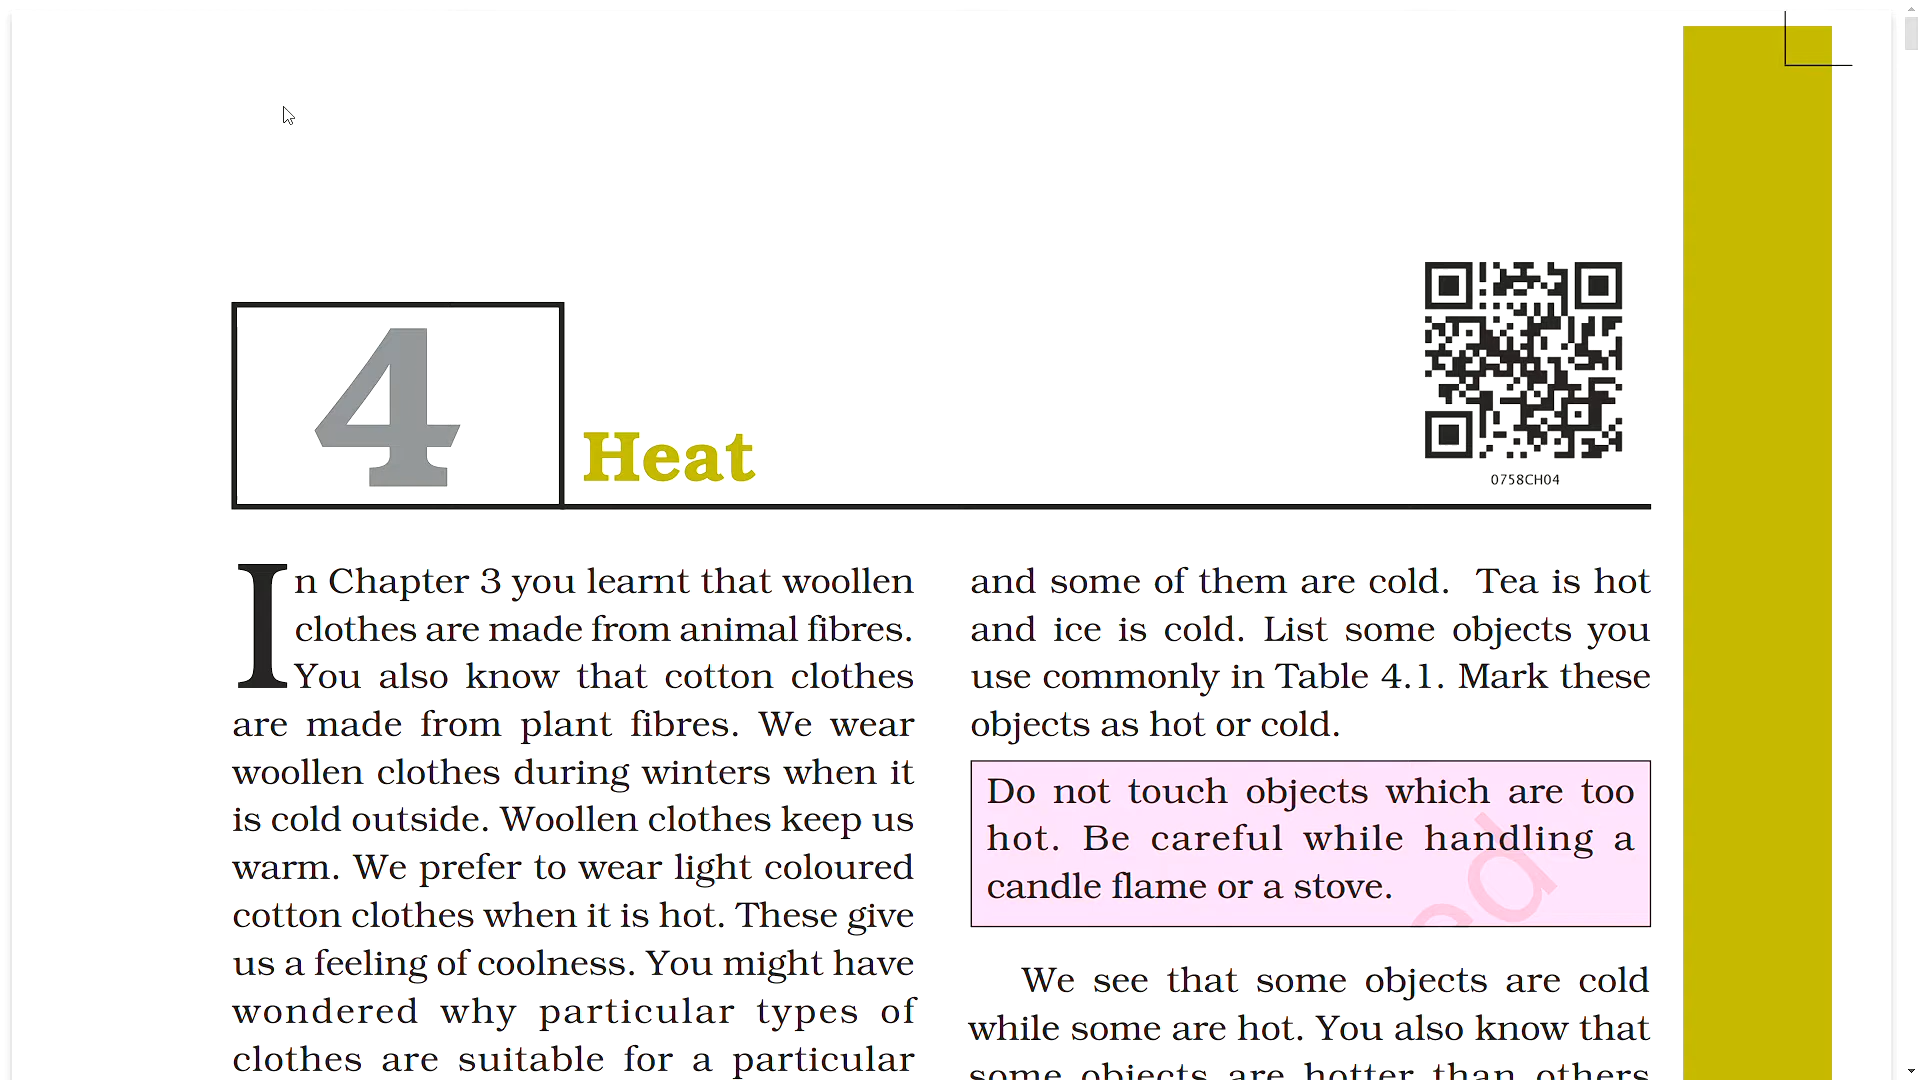 4
Heat
0758CH04
In Chapter 3 you learnt that woollen
clothes are made from animal fibres.
You also know that cotton clothes
are made from plant fibres. We wear
woollen clothes during winters when it
is cold outside. Woollen clothes keep us
warm. We prefer to wear light coloured
cotton clothes when it is hot. These give
us a feeling of coolness. You might have
wondered why particular types of
clothes are suitable for a particular
and some of them are cold. Tea is hot
and ice is cold. List some objects you
use commonly in Table 4.1. Mark these
objects as hot or cold.
Do not touch objects which are too
hot. Be careful while handling a
candle flame or a stove.
We see that some objects are cold
while some are hot. You also know that
some objects are hotter than others